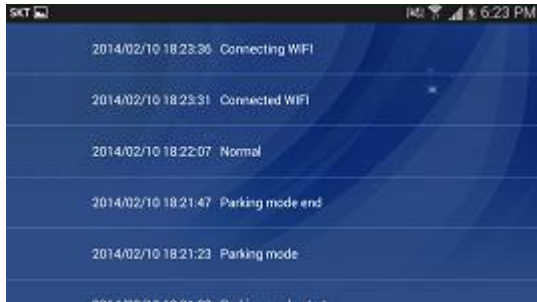 SKT 6:23 PM
2014/02/10 18:23:36 Connecting WIFI
2014/02/10 18:23:31 Connected WIFI
2014/02/10 18:22:07 Normal
2014/02/10 18:21:47 Parking mode end
2014/02/10 18:21:23 Parking mode